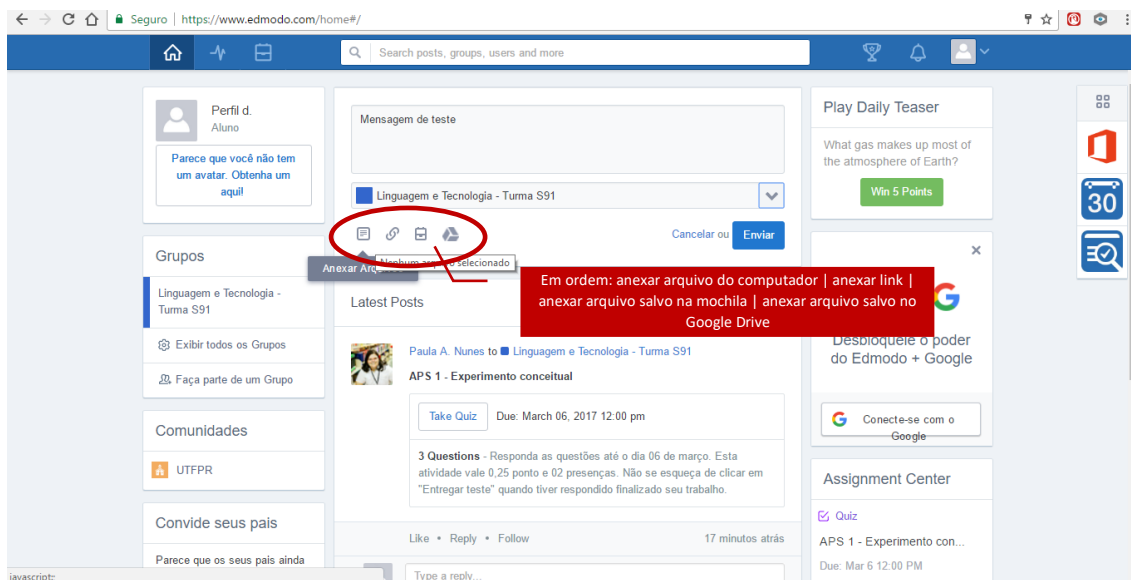 Seguro | https://www.edmodo.com/home#/
Search posts, groups, users and more
Perfil d.
Aluno
Parece que você não tem
um avatar. Obtenha um
aqui!
Grupos
Linguagem e Tecnologia -
Turma S91
Exibir todos os Grupos
Faça parte de um Grupo
Comunidades
UTFPR
Convide seus pais
Parece que os seus pais ainda
javascript:
Mensagem de teste
Linguagem e Tecnologia - Turma S91
Cancelar ou Enviar
Nenhum arquivo selecionado
Anexar
Em ordem: anexar arquivo do computador | anexar link |
anexar arquivo salvo na mochila | anexar arquivo salvo no
Google Drive
Latest Posts
Paula A. Nunes to Linguagem e Tecnologia - Turma S91
APS 1 - Experimento conceitual
Take Quiz Due: March 06, 2017 12:00 pm
3 Questions - Responda as questões até o dia 06 de março. Esta
atividade vale 0,25 ponto e 02 presenças. Não se esqueça de clicar em
"Entregar teste" quando tiver respondido finalizado seu trabalho.
Like • Reply • Follow 17 minutos atrás
Type a reply...
Play Daily Teaser
What gas makes up most of
the atmosphere of Earth?
Win 5 Points
G
Desbloqueie o poder
do Edmodo + Google
Conecte-se com o
Google
Assignment Center
Quiz
APS 1 - Experimento con...
Due: Mar 6 12:00 PM
30